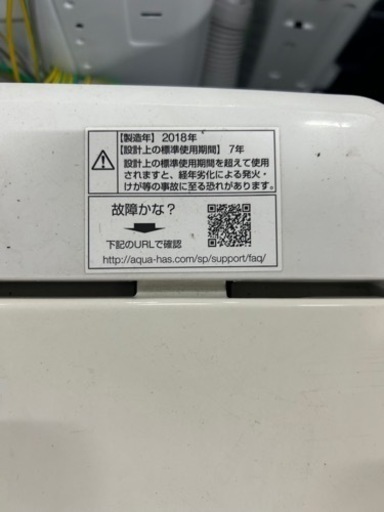 【製造年】2018年
【設計上の標準使用期間】7年
設計上の標準使用期間を超えて使用
されますと、経年劣化による発火・
けが等の事故に至る恐れがあります。
故障かな？
下記のURLで確認
http://aqua-has.com/sp/support/faq/